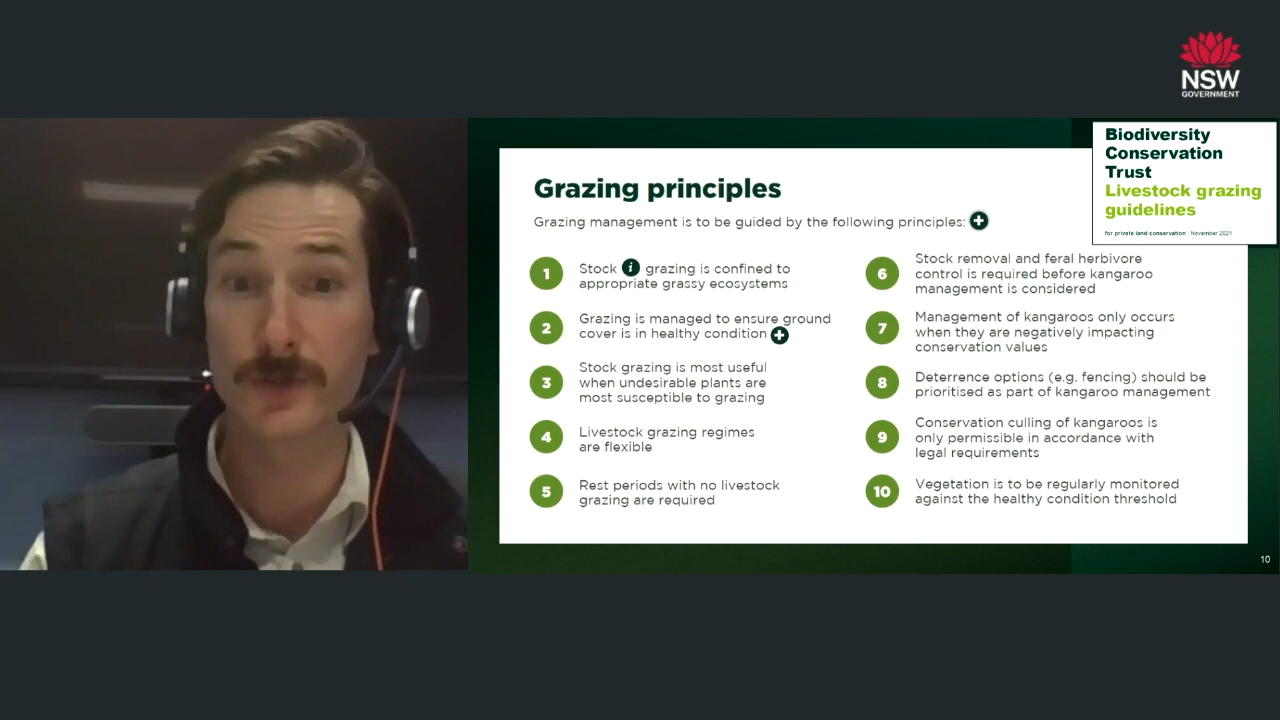 NSW
GOVERNMENT
Biodiversity
Conservation
Trust
Livestock grazing
guidelines
for private land conservation | November 2021
Grazing principles
Grazing management is to be guided by the following principles:
1
Stock i grazing is confined to
appropriate grassy ecosystems
2
Grazing is managed to ensure ground
cover is in healthy condition
3
Stock grazing is most useful
when undesirable plants are
most susceptible to grazing
4
Livestock grazing regimes
are flexible
5
Rest periods with no livestock
grazing are required
6
Stock removal and feral herbivore
control is required before kangaroo
management is considered
7
Management of kangaroos only occurs
when they are negatively impacting
conservation values
8
Deterrence options (e.g. fencing) should be
prioritised as part of kangaroo management
9
Conservation culling of kangaroos is
only permissible in accordance with
legal requirements
10
Vegetation is to be regularly monitored
against the healthy condition threshold
10